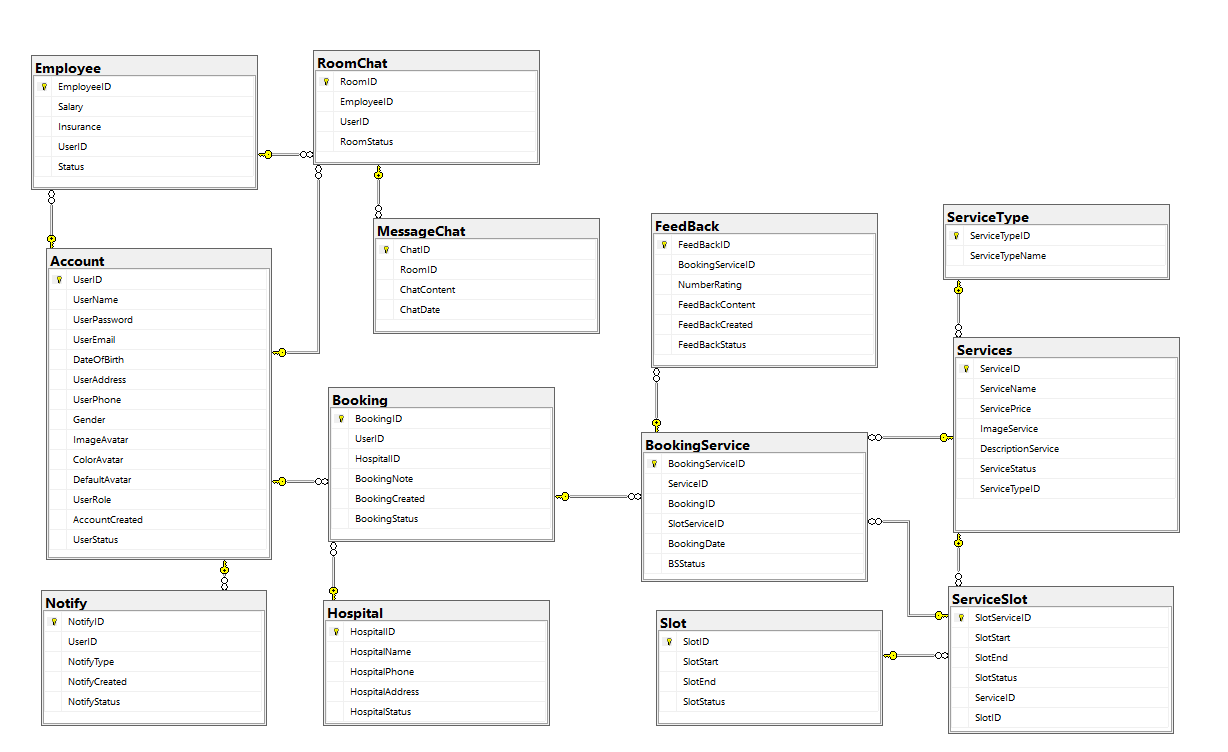 Employee
EmployeeID
Salary
Insurance
UserID
Status
RoomChat
RoomID
EmployeeID
UserID
RoomStatus
MessageChat
ChatID
RoomID
ChatContent
ChatDate
Account
UserID
UserName
UserPassword
UserEmail
DateOfBirth
UserAddress
UserPhone
Gender
ImageAvatar
ColorAvatar
DefaultAvatar
UserRole
AccountCreated
UserStatus
Notify
NotifyID
UserID
NotifyType
NotifyCreated
NotifyStatus
Booking
BookingID
UserID
HospitalID
BookingNote
BookingCreated
BookingStatus
Hospital
HospitalID
HospitalName
HospitalPhone
HospitalAddress
HospitalStatus
FeedBack
FeedBackID
BookingServiceID
NumberRating
FeedBackContent
FeedBackCreated
FeedBackStatus
BookingService
BookingServiceID
ServiceID
BookingID
SlotServiceID
BookingDate
BSStatus
Slot
SlotID
SlotStart
SlotEnd
SlotStatus
ServiceType
ServiceTypeID
ServiceTypeName
Services
ServiceID
ServiceName
ServicePrice
ImageService
DescriptionService
ServiceStatus
ServiceTypeID
ServiceSlot
SlotServiceID
SlotStart
SlotEnd
SlotStatus
ServiceID
SlotID